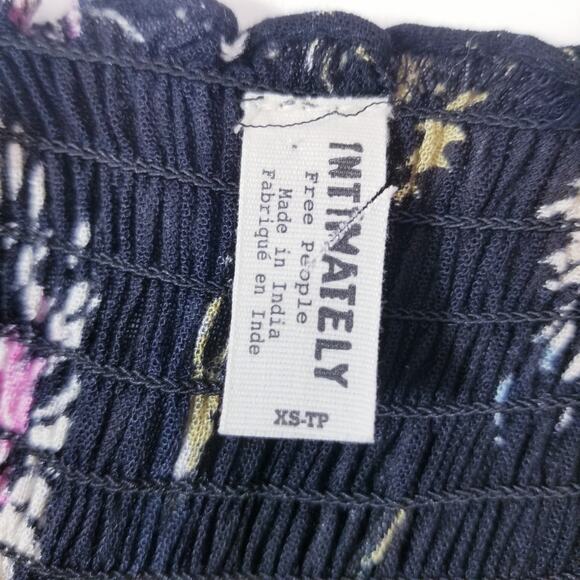 INTIMATELY
Free People
Made in India
Fabriqué en Inde
XS-TP